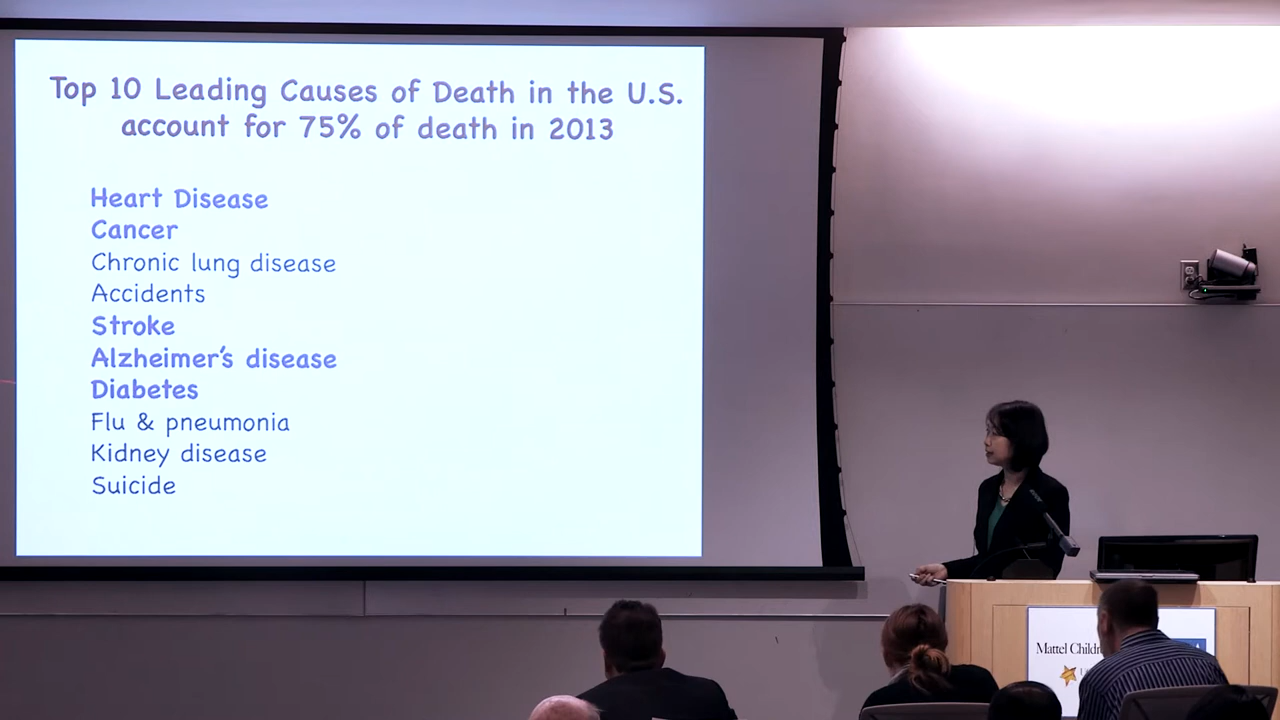 Top 10 Leading Causes of Death in the U.S.
account for 75% of death in 2013
Heart Disease
Cancer
Chronic lung disease
Accidents
Stroke
Alzheimer's disease
Diabetes
Flu & pneumonia
Kidney disease
Suicide
Mattel